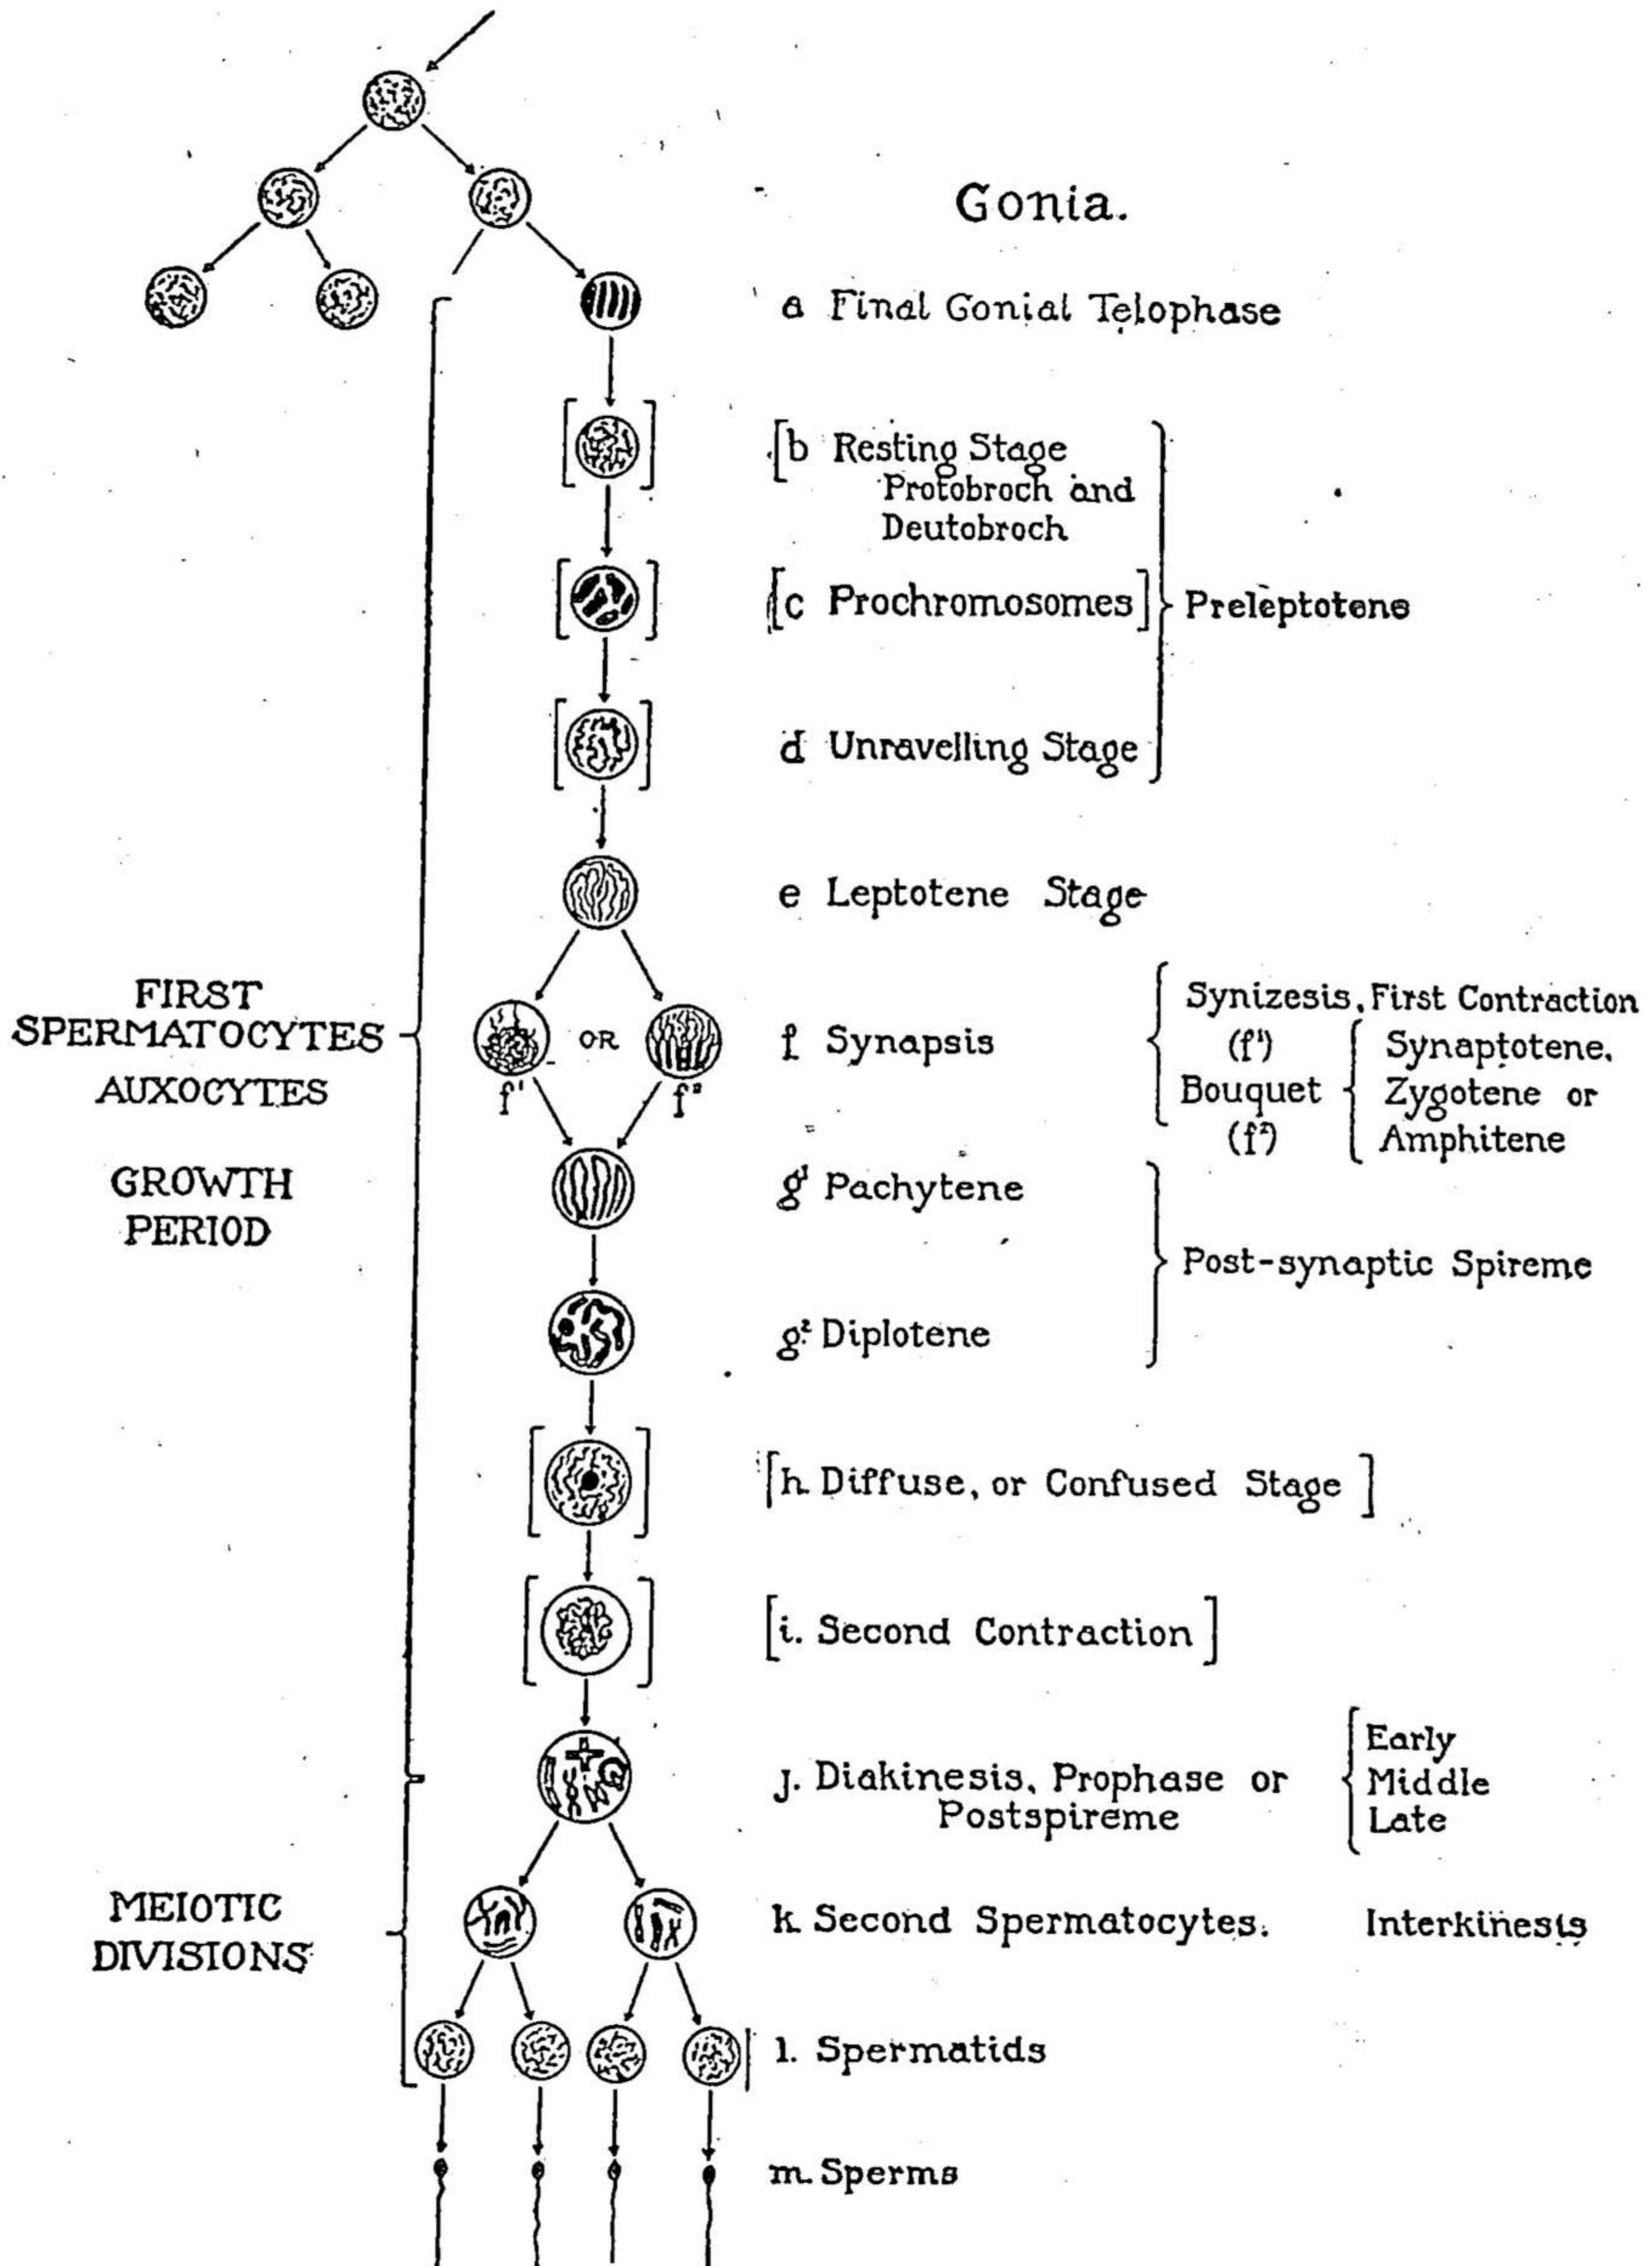 Gonia.
a Final Gonial Telophase
[b Resting Stage
Protobroch and
Deutobroch
[c Prochromosomes]
Preleptotene
d Unravelling Stage
e Leptotene Stage
FIRST
SPERMATOCYTES
AUXOCYTES
GROWTH
PERIOD
OR
f¹
f²
f Synapsis
Synizesis, First Contraction
(f¹)
Bouquet
(f²)
Synaptotene,
Zygotene or
Amphitene
g¹ Pachytene
Post-synaptic Spireme
g² Diplotene
[h. Diffuse, or Confused Stage]
[i. Second Contraction]
j. Diakinesis, Prophase or
Postspireme
Early
Middle
Late
MEIOTIC
DIVISIONS
k. Second Spermatocytes. Interkinesis
l. Spermatids
m. Sperms